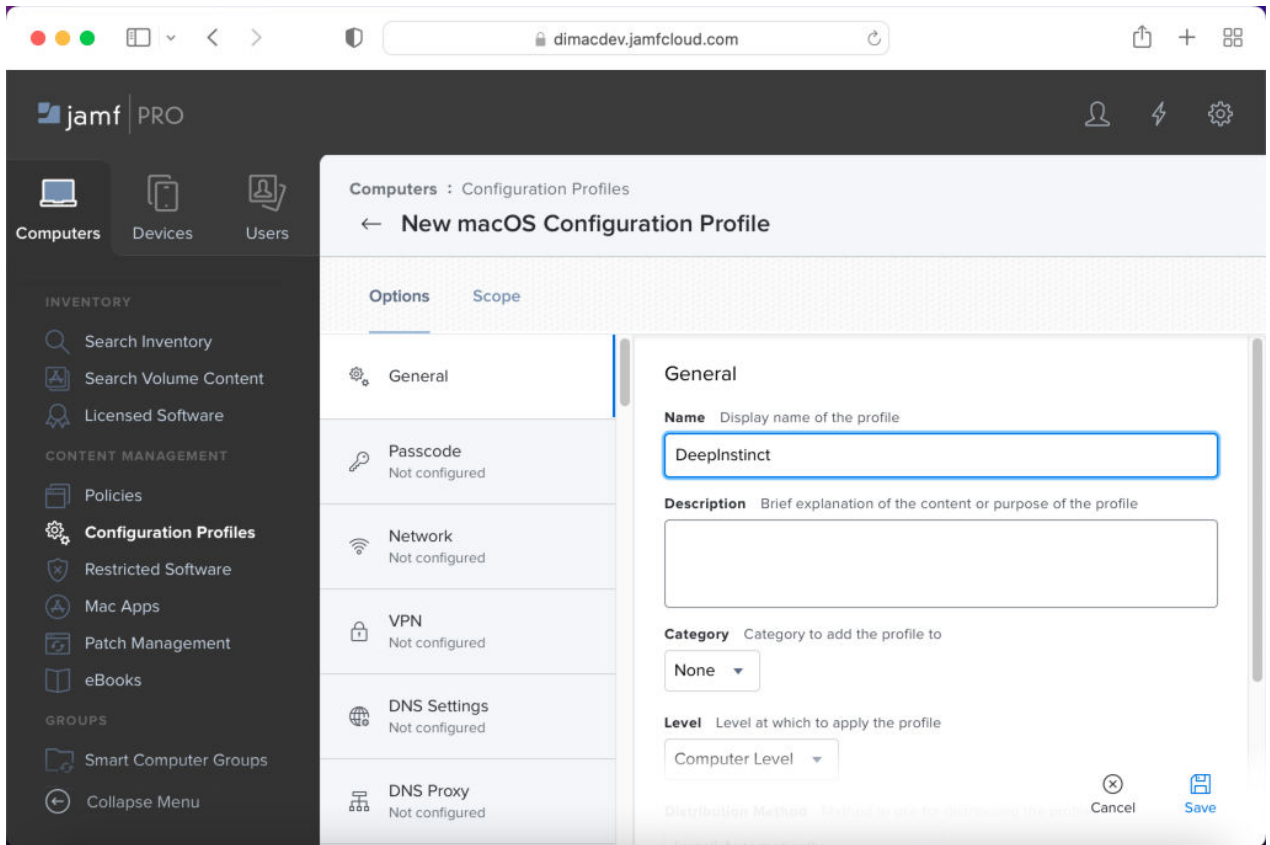 dimacdev.jamfcloud.com
jamf PRO
Computers
Devices
Users
INVENTORY
Search Inventory
Search Volume Content
Licensed Software
CONTENT MANAGEMENT
Policies
Configuration Profiles
Restricted Software
Mac Apps
Patch Management
eBooks
GROUPS
Smart Computer Groups
Collapse Menu
Computers : Configuration Profiles
← New macOS Configuration Profile
Options
Scope
General
Passcode
Not configured
Network
Not configured
VPN
Not configured
DNS Settings
Not configured
DNS Proxy
Not configured
General
Name Display name of the profile
DeepInstinct
Description Brief explanation of the content or purpose of the profile
Category Category to add the profile to
None
Level Level at which to apply the profile
Computer Level
Distribution Method
Cancel
Save